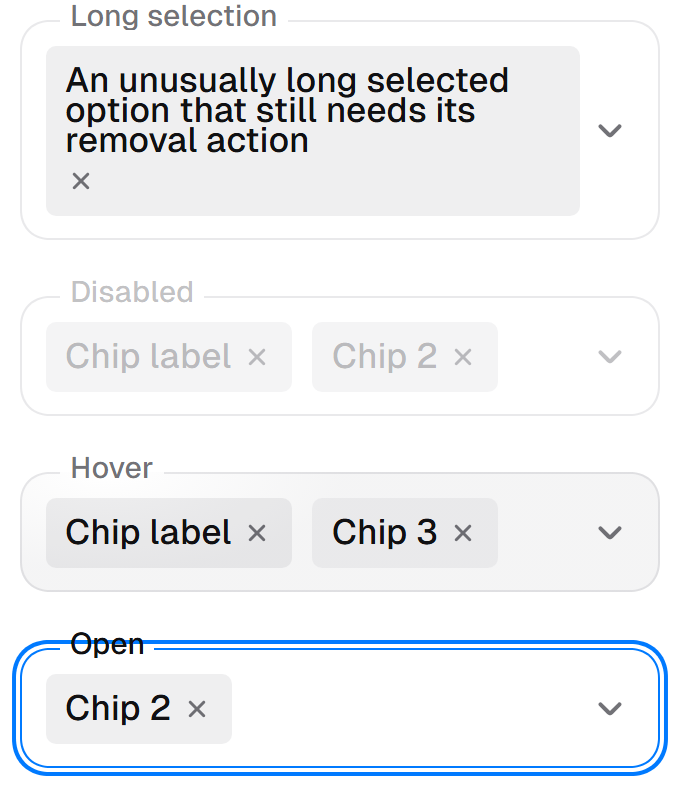 Long selection
An unusually long selected
option that still needs its
removal action
Disabled
Chip label
Chip 2
Hover
Chip label
Chip 3
Open
Chip 2